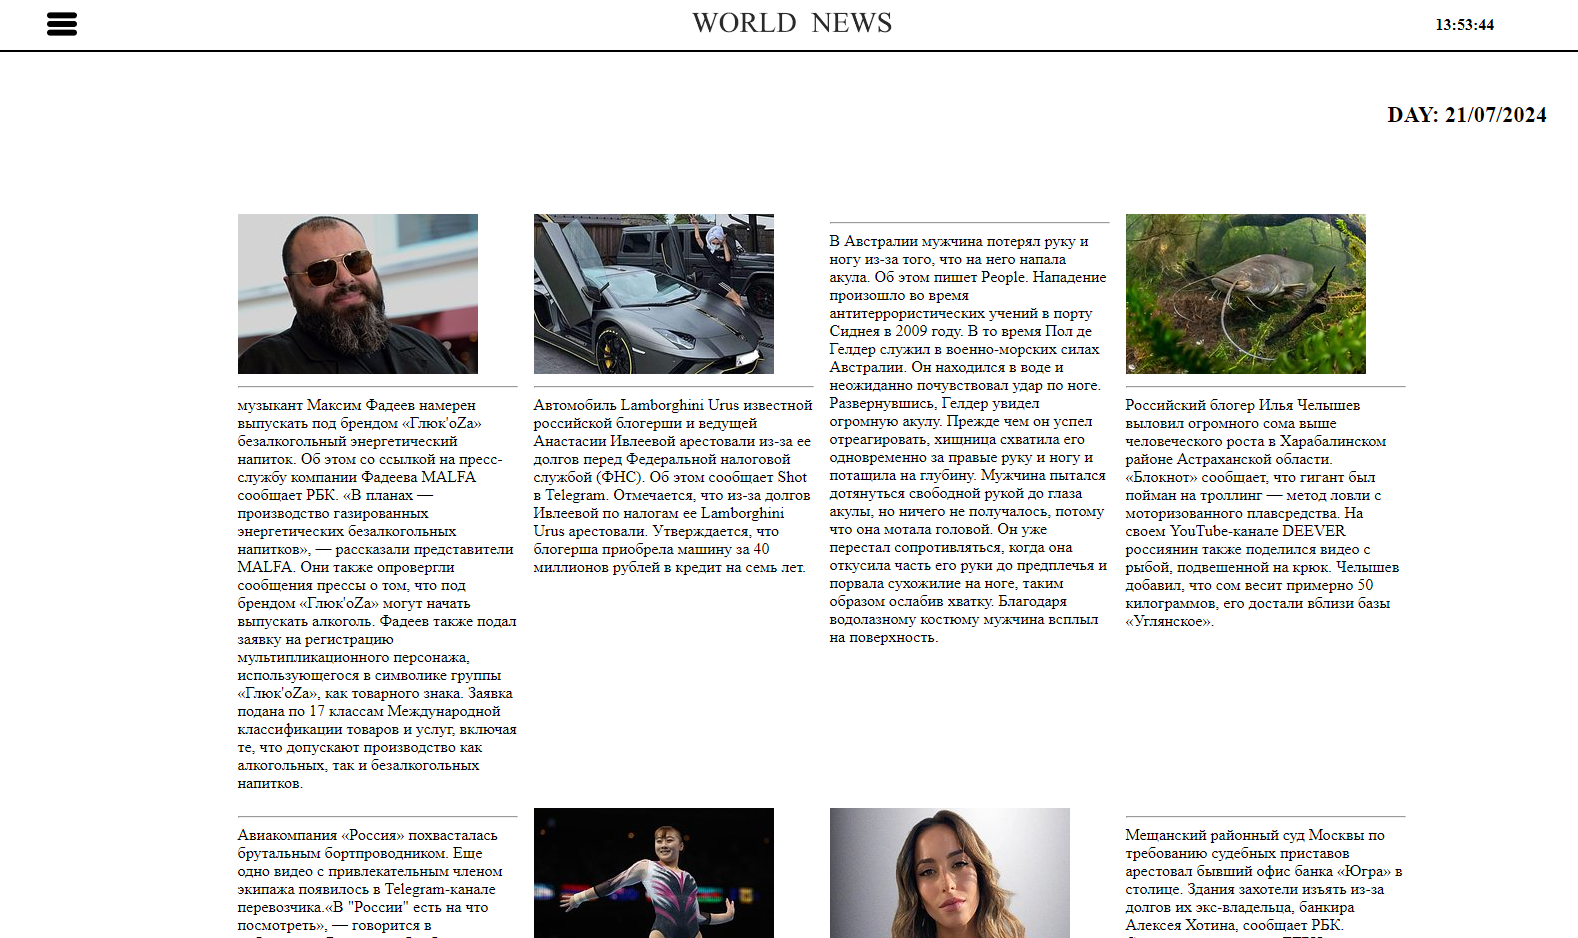 WORLD NEWS
13:53:44
DAY: 21/07/2024
музыкант Максим Фадеев намерен
выпускать под брендом «Глюк'oZa»
безалкогольный энергетический
напиток. Об этом со ссылкой на пресс-
службу компании Фадеева MALFA
сообщает РБК. «В планах —
производство газированных
энергетических безалкогольных
напитков», — рассказали представители
MALFA. Они также опровергли
сообщения прессы о том, что под
брендом «Глюк'oZa» могут начать
выпускать алкоголь. Фадеев также подал
заявку на регистрацию
мультипликационного персонажа,
использующегося в символике группы
«Глюк'oZa», как товарного знака. Заявка
подана по 17 классам Международной
классификации товаров и услуг, включая
те, что допускают производство как
алкогольных, так и безалкогольных
напитков.
Автомобиль Lamborghini Urus известной
российской блогерши и ведущей
Анастасии Ивлеевой арестовали из-за ее
долгов перед Федеральной налоговой
службой (ФНС). Об этом сообщает Shot
в Telegram. Отмечается, что из-за долгов
Ивлеевой по налогам ее Lamborghini
Urus арестовали. Утверждается, что
блогерша приобрела машину за 40
миллионов рублей в кредит на семь лет.
В Австралии мужчина потерял руку и
ногу из-за того, что на него напала
акула. Об этом пишет People. Нападение
произошло во время
антитеррористических учений в порту
Сиднея в 2009 году. В то время Пол де
Гелдер служил в военно-морских силах
Австралии. Он находился в воде и
неожиданно почувствовал удар по ноге.
Развернувшись, Гелдер увидел
огромную акулу. Прежде чем он успел
отреагировать, хищница схватила его
одновременно за правые руку и ногу и
потащила на глубину. Мужчина пытался
дотянуться свободной рукой до глаза
акулы, но ничего не получалось, потому
что она мотала головой. Он уже
перестал сопротивляться, когда она
откусила часть его руки до предплечья и
порвала сухожилие на ноге, таким
образом ослабив хватку. Благодаря
водолазному костюму мужчина всплыл
на поверхность.
Российский блогер Илья Челышев
выловил огромного сома выше
человеческого роста в Харабалинском
районе Астраханской области.
«Блокнот» сообщает, что гигант был
пойман на троллинг — метод ловли с
моторизованного плавсредства. На
своем YouTube-канале DEEVER
россиянин также поделился видео с
рыбой, подвешенной на крюк. Челышев
добавил, что сом весит примерно 50
килограммов, его достали вблизи базы
«Углянское».
Авиакомпания «Россия» похвасталась
брутальным бортпроводником. Еще
одно видео с привлекательным членом
экипажа появилось в Telegram-канале
перевозчика.«В "России" есть на что
посмотреть», — говорится в
Мещанский районный суд Москвы по
требованию судебных приставов
арестовал бывший офис банка «Югра» в
столице. Здания захотели изъять из-за
долгов их экс-владельца, банкира
Алексея Хотина, сообщает РБК.